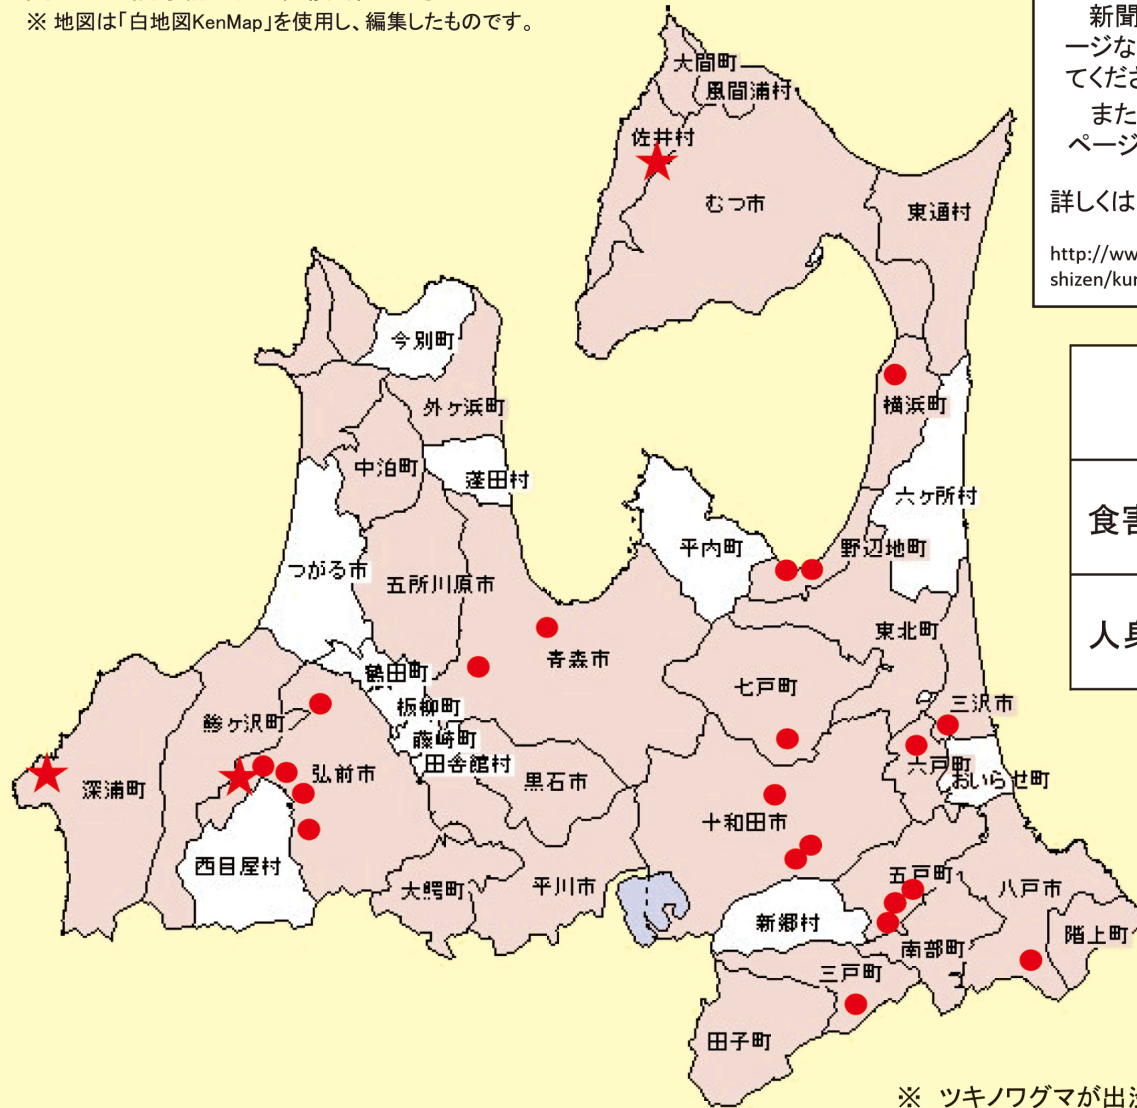 ※ 地図は「白地図KenMap」を使用し、編集したものです。
新聞
ージな
てくださ
また
ページ
詳しくは
http://ww
shizen/kur
大間町
風間浦村
佐井村
むつ市
東通村
今別町
外ヶ浜町
横浜町
中泊町
蓬田村
六ヶ所村
平内町
野辺地町
つがる市
五所川原市
東北町
青森市
鶴田町
七戸町
板柳町
三沢市
鰺ヶ沢町
藤崎町
田舎館村
六戸町
弘前市
黒石市
おいらせ町
深浦町
十和田市
西目屋村
大鰐町
平川市
五戸町
八戸市
新郷村
階上町
南部町
三戸町
田子町
食害
人身
※ ツキノワグマが出没